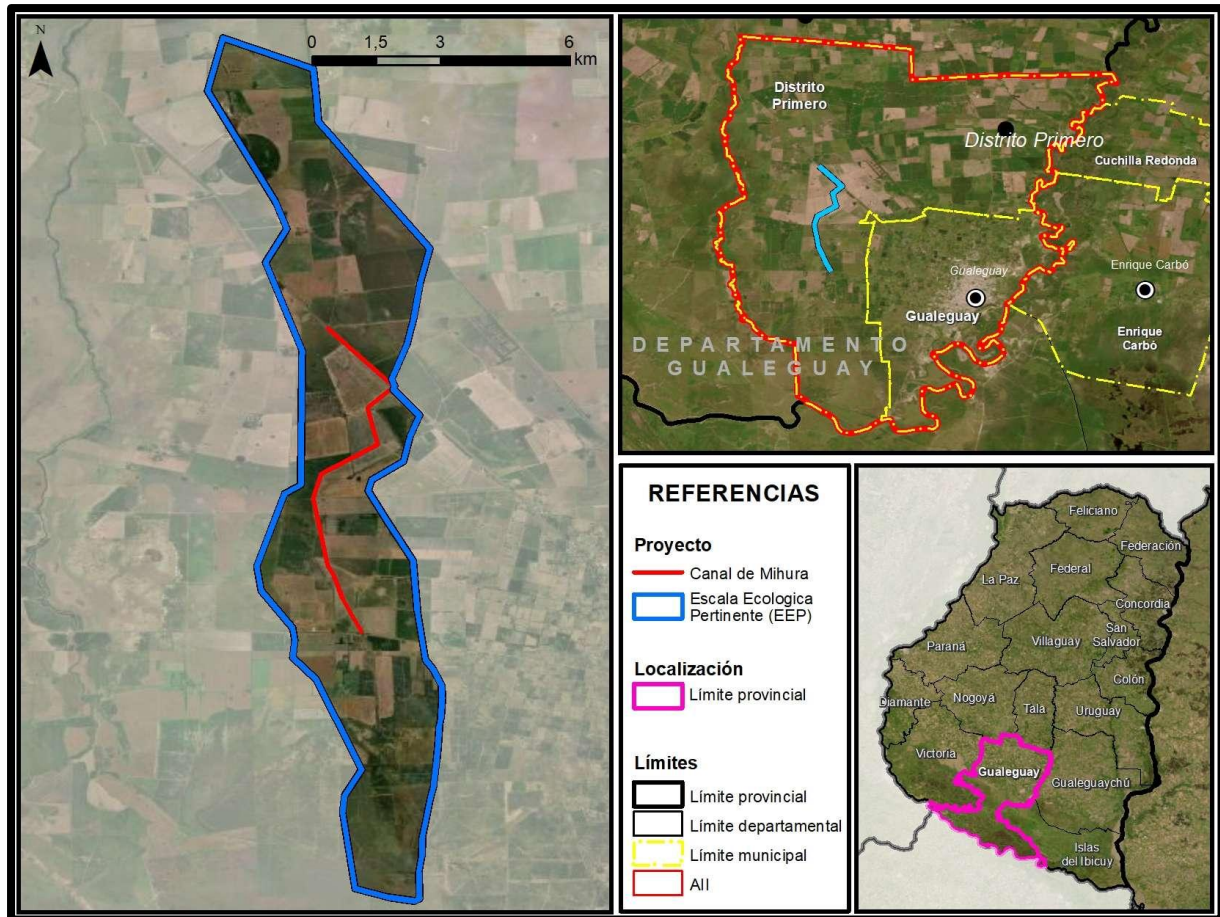 N
0 1,5 3 6
km
Distrito
Primero
Distrito Primero
Cuchilla Redonda
Gualeguay
Enrique Carbó
Gualeguay
Enrique
Carbó
DEPARTAMENTO
GUALEGUAY
REFERENCIAS
Proyecto
Canal de Mihura
Escala Ecologica
Pertinente (EEP)
Localización
Límite provincial
Límites
Límite provincial
Límite departamental
Límite municipal
AII
Feliciano
Federación
Federal
La Paz
Concordia
San
Salvador
Villaguay
Paraná
Colón
Diamante
Nogoyá
Tala
Uruguay
Victoria
Gualeguay
Gualeguaychú
Islas
del Ibicuy